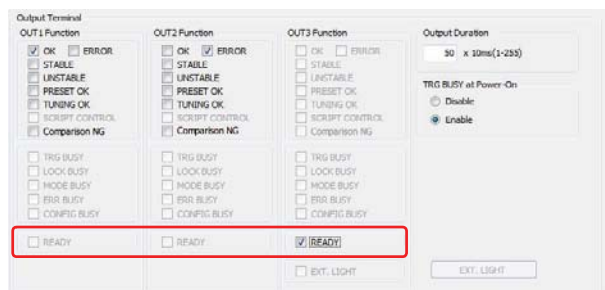 Output Terminal
OUT1 Function OUT2 Function OUT3 Function Output Duration
OK ERROR OK ERROR OK ERROR 50 x 10ms(1-255)
STABLE STABLE STABLE
UNSTABLE UNSTABLE UNSTABLE
PRESET OK PRESET OK PRESET OK TRG BUSY at Power-On
TUNING OK TUNING OK TUNING OK Disable
SCRIPT CONTROL SCRIPT CONTROL SCRIPT CONTROL Enable
Comparison NG Comparison NG Comparison NG
TRG BUSY TRG BUSY TRG BUSY
LOCK BUSY LOCK BUSY LOCK BUSY
MODE BUSY MODE BUSY MODE BUSY
ERR BUSY ERR BUSY ERR BUSY
CONFIG BUSY CONFIG BUSY CONFIG BUSY
READY READY READY
EXT. LIGHT EXT. LIGHT